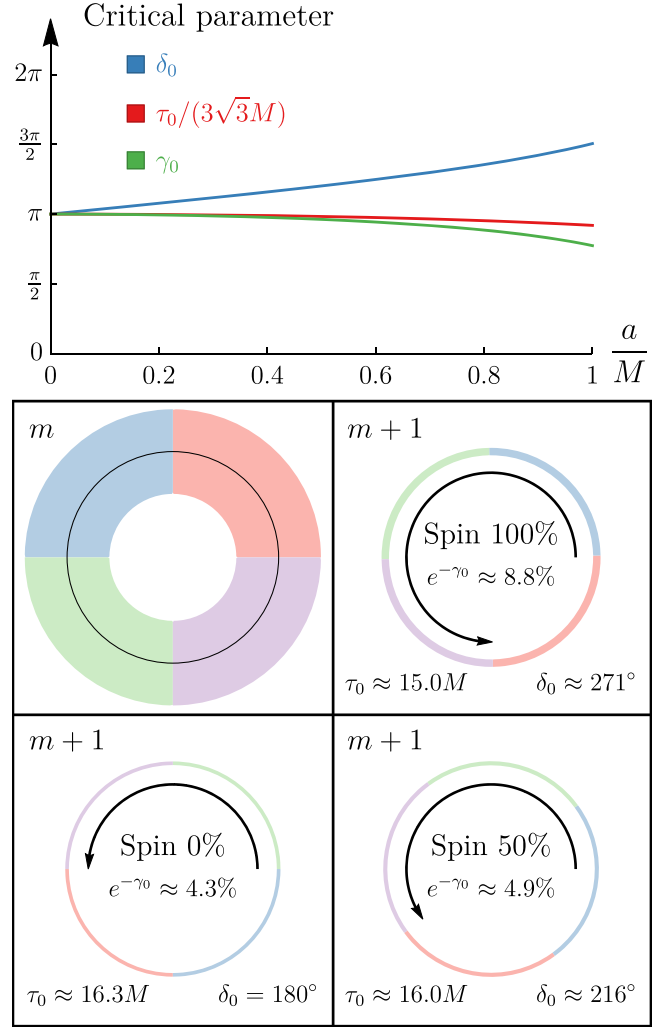 Critical parameter
2π
δ₀
3π/2
τ₀/(3√3M)
γ₀
π
π/2
0
0 0.2 0.4 0.6 0.8 1
a/M
m
m + 1
Spin 100%
e^{−γ₀} ≈ 8.8%
τ₀ ≈ 15.0M δ₀ ≈ 271°
m + 1
Spin 0%
e^{−γ₀} ≈ 4.3%
τ₀ ≈ 16.3M δ₀ = 180°
m + 1
Spin 50%
e^{−γ₀} ≈ 4.9%
τ₀ ≈ 16.0M δ₀ ≈ 216°